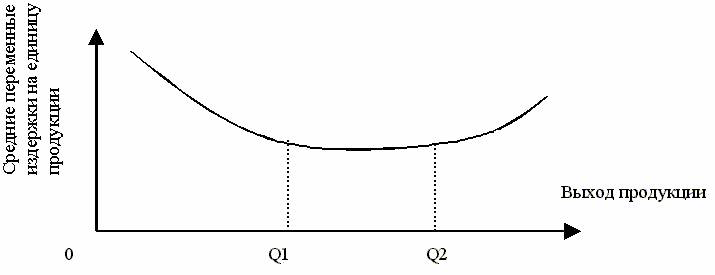 Средние переменные
издержки на единицу
продукции
Выход продукции
0
Q1
Q2